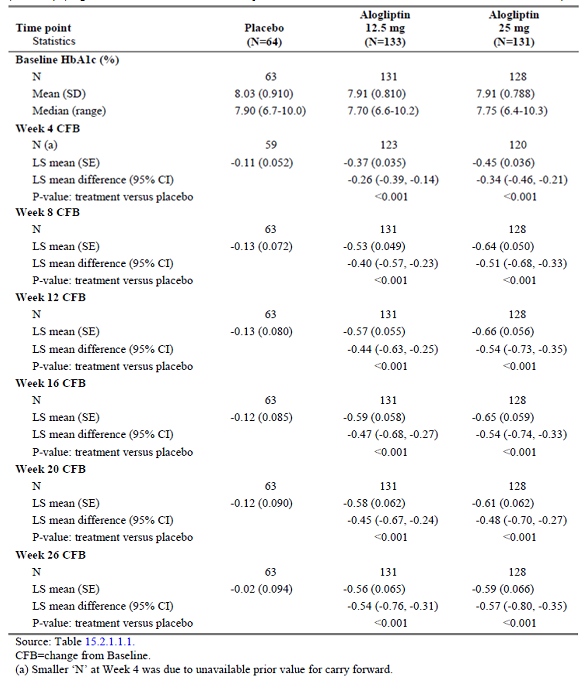 Time point Placebo Alogliptin 12.5 mg Alogliptin 25 mg
Statistics (N=64) (N=133) (N=131)
Baseline HbA1c (%)
N 63 131 128
Mean (SD) 8.03 (0.910) 7.91 (0.810) 7.91 (0.788)
Median (range) 7.90 (6.7-10.0) 7.70 (6.6-10.2) 7.75 (6.4-10.3)
Week 4 CFB
N (a) 59 123 120
LS mean (SE) -0.11 (0.052) -0.37 (0.035) -0.45 (0.036)
LS mean difference (95% CI) -0.26 (-0.39, -0.14) -0.34 (-0.46, -0.21)
P-value: treatment versus placebo <0.001 <0.001
Week 8 CFB
N 63 131 128
LS mean (SE) -0.13 (0.072) -0.53 (0.049) -0.64 (0.050)
LS mean difference (95% CI) -0.40 (-0.57, -0.23) -0.51 (-0.68, -0.33)
P-value: treatment versus placebo <0.001 <0.001
Week 12 CFB
N 63 131 128
LS mean (SE) -0.13 (0.080) -0.57 (0.055) -0.66 (0.056)
LS mean difference (95% CI) -0.44 (-0.63, -0.25) -0.54 (-0.73, -0.35)
P-value: treatment versus placebo <0.001 <0.001
Week 16 CFB
N 63 131 128
LS mean (SE) -0.12 (0.085) -0.59 (0.058) -0.65 (0.059)
LS mean difference (95% CI) -0.47 (-0.68, -0.27) -0.54 (-0.74, -0.33)
P-value: treatment versus placebo <0.001 <0.001
Week 20 CFB
N 63 131 128
LS mean (SE) -0.12 (0.090) -0.58 (0.062) -0.61 (0.062)
LS mean difference (95% CI) -0.45 (-0.67, -0.24) -0.48 (-0.70, -0.27)
P-value: treatment versus placebo <0.001 <0.001
Week 26 CFB
N 63 131 128
LS mean (SE) -0.02 (0.094) -0.56 (0.065) -0.59 (0.066)
LS mean difference (95% CI) -0.54 (-0.76, -0.31) -0.57 (-0.80, -0.35)
P-value: treatment versus placebo <0.001 <0.001
Source: Table 15.2.1.1.1.
CFB=change from Baseline.
(a) Smaller ‘N’ at Week 4 was due to unavailable prior value for carry forward.